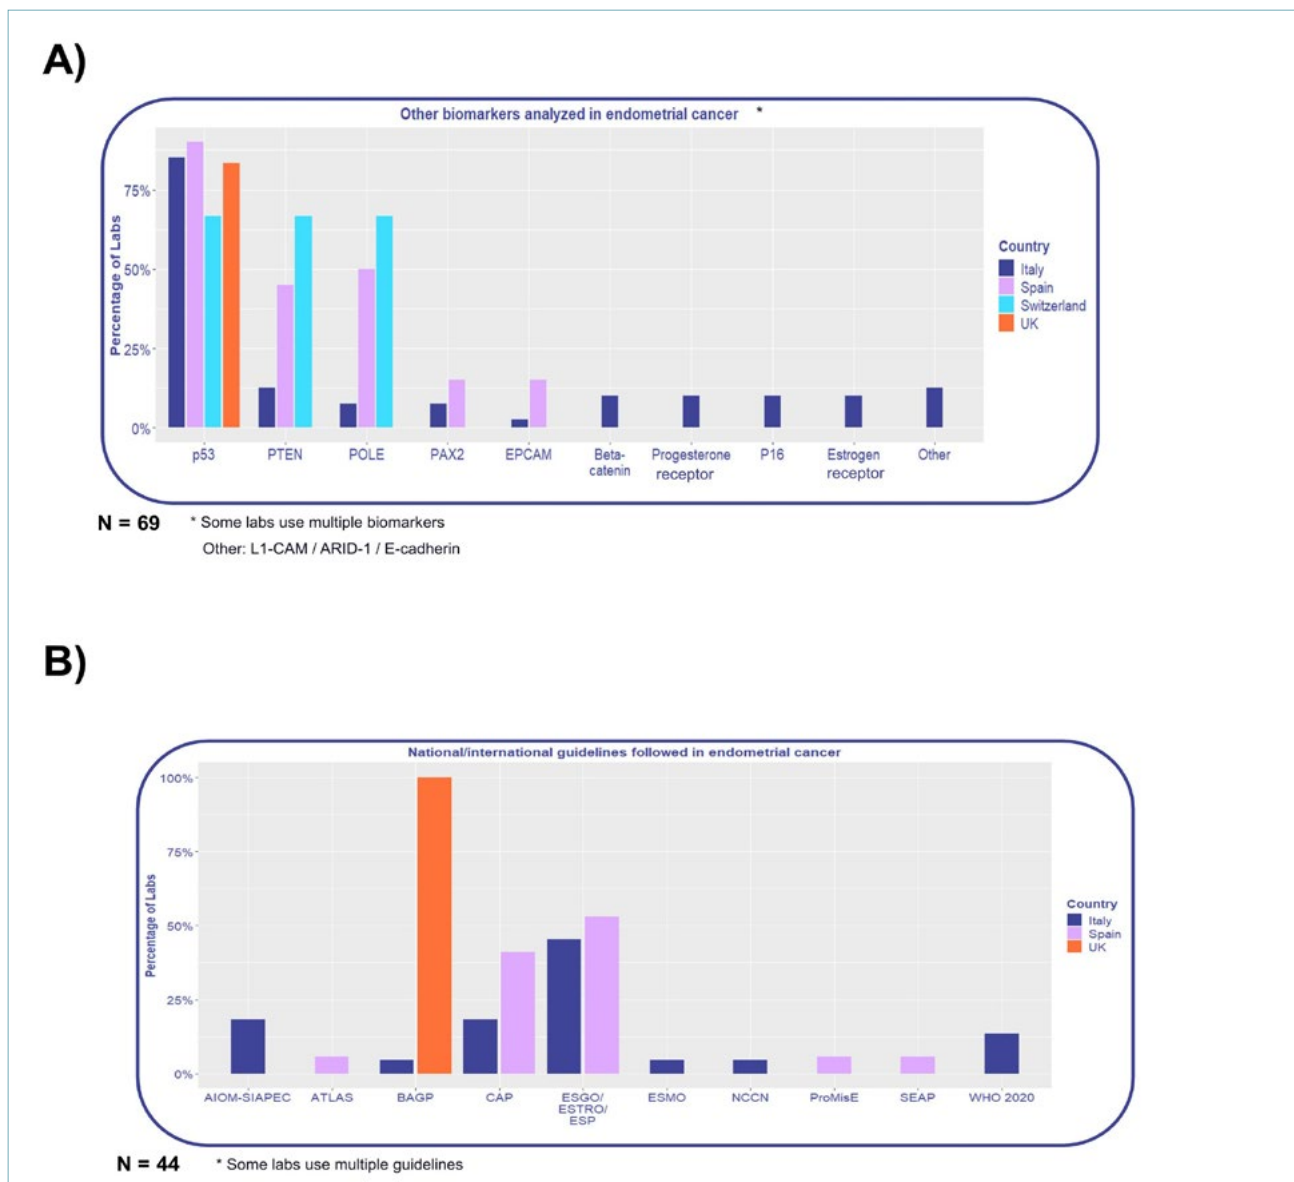 A)
Other biomarkers analyzed in endometrial cancer *
Percentage of Labs
75%
50%
25%
0%
p53
PTEN
POLE
PAX2
EPCAM
Beta-
catenin
Progesterone
receptor
P16
Estrogen
receptor
Other
Country
Italy
Spain
Switzerland
UK
N = 69 * Some labs use multiple biomarkers
Other: L1-CAM / ARID-1 / E-cadherin
B)
National/international guidelines followed in endometrial cancer
Percentage of Labs
100%
75%
50%
25%
0%
AIOM-SIAPEC
ATLAS
BAGP
CAP
ESGO/
ESTRO/
ESP
ESMO
NCCN
ProMisE
SEAP
WHO 2020
Country
Italy
Spain
UK
N = 44 * Some labs use multiple guidelines